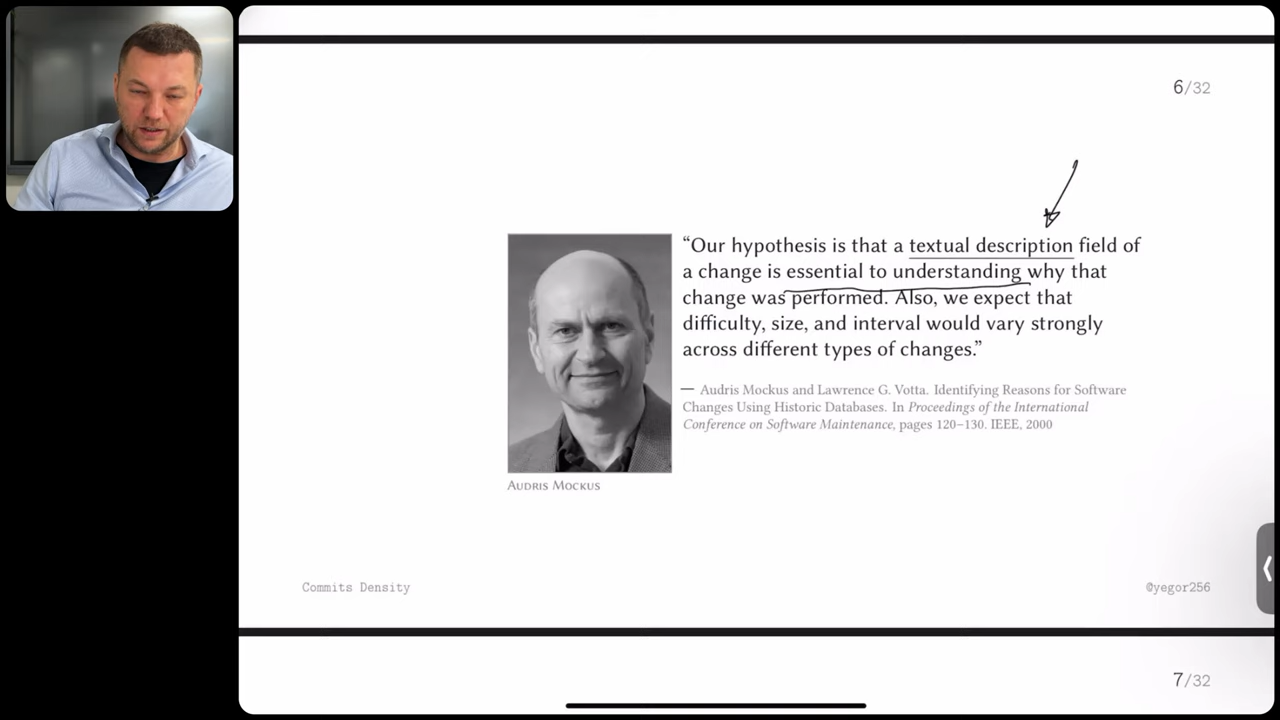 6/32
“Our hypothesis is that a textual description field of
a change is essential to understanding why that
change was performed. Also, we expect that
difficulty, size, and interval would vary strongly
across different types of changes.”
— Audris Mockus and Lawrence G. Votta. Identifying Reasons for Software
Changes Using Historic Databases. In Proceedings of the International
Conference on Software Maintenance, pages 120–130. IEEE, 2000
Audris Mockus
Commits Density
@yegor256
7/32